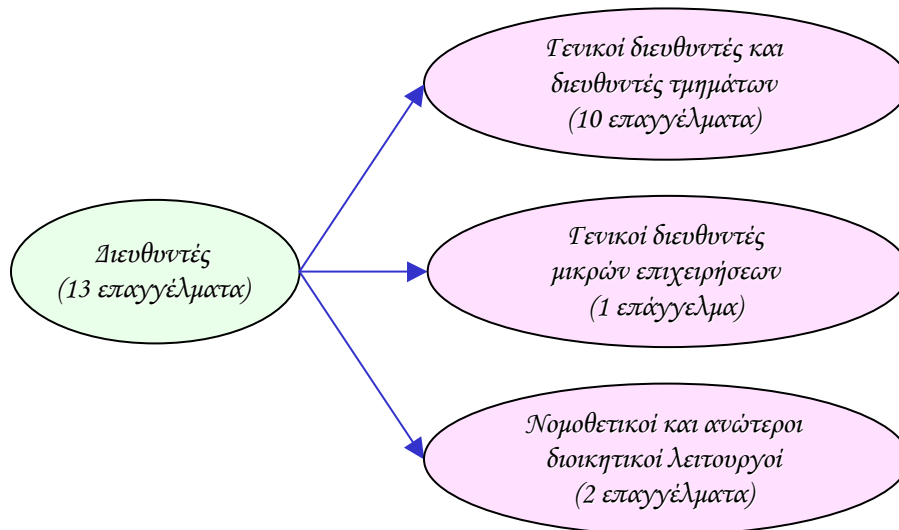 Γενικοί διευθυντές και
διευθυντές τμημάτων
(10 επαγγέλματα)
Διευθυντές
(13 επαγγέλματα)
Γενικοί διευθυντές
μικρών επιχειρήσεων
(1 επάγγελμα)
Νομοθετικοί και ανώτεροι
διοικητικοί λειτουργοί
(2 επαγγέλματα)